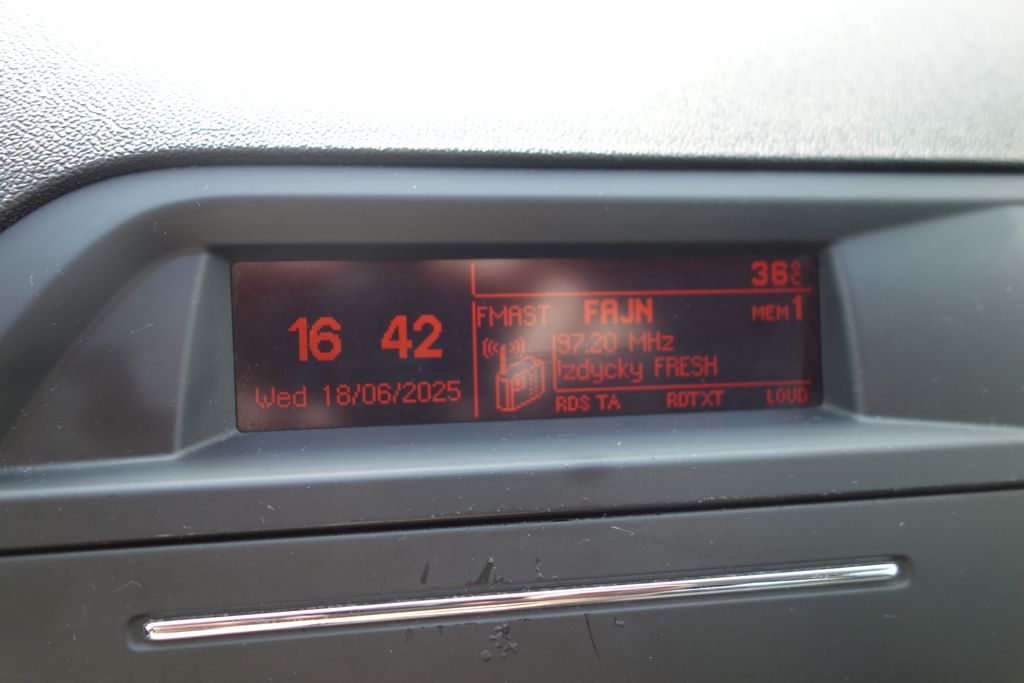 36°C
16 42
Wed 18/06/2025
FMAST FAJN MEM 1
97.20 MHz
Izdycky FRESH
RDS TA RDTXT LOUD